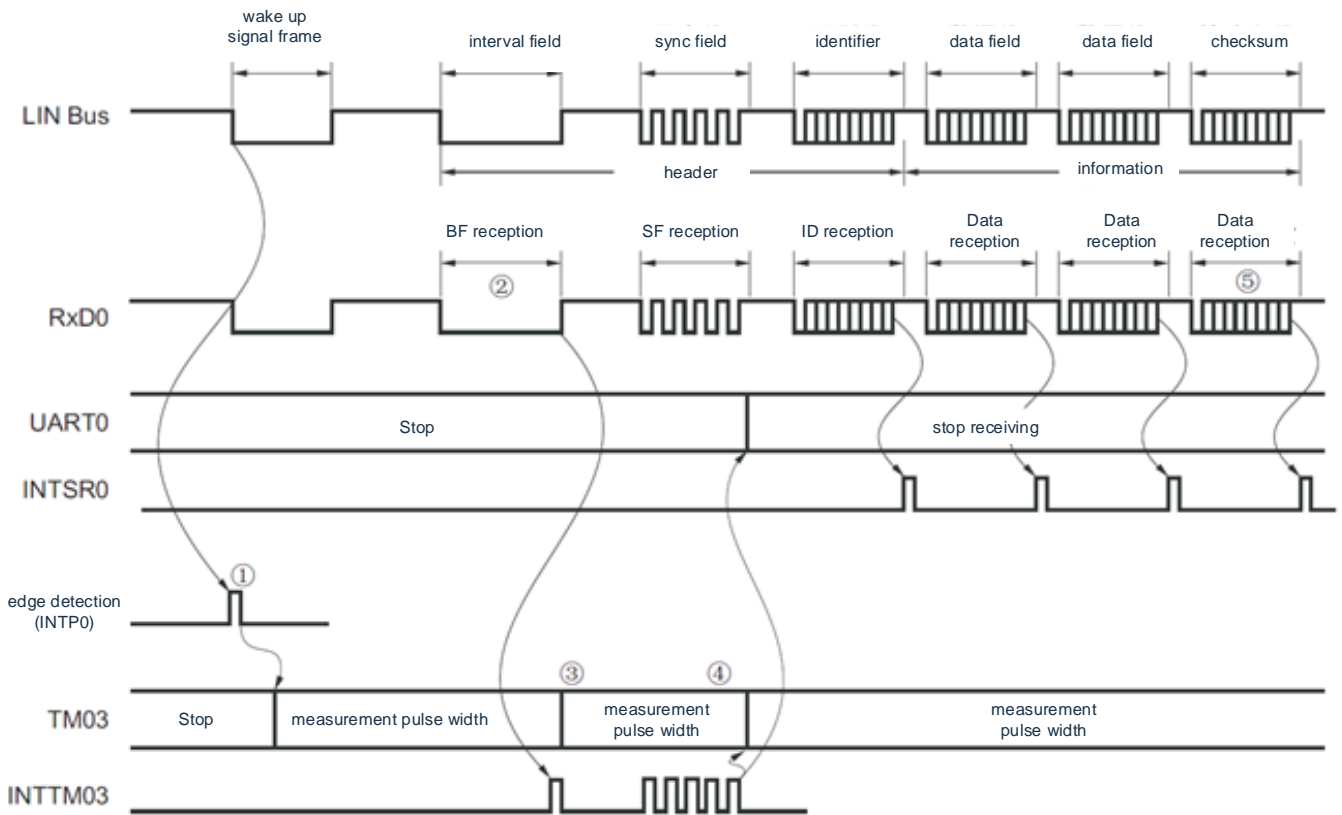 wake up
signal frame
interval field
sync field
identifier
data field
data field
checksum
LIN Bus
header
information
BF reception
SF reception
ID reception
Data
reception
Data
reception
Data
reception
②
⑤
RxD0
UART0
Stop
stop receiving
INTSR0
①
edge detection
(INTP0)
③
④
TM03
Stop
measurement pulse width
measurement
pulse width
measurement
pulse width
INTTM03